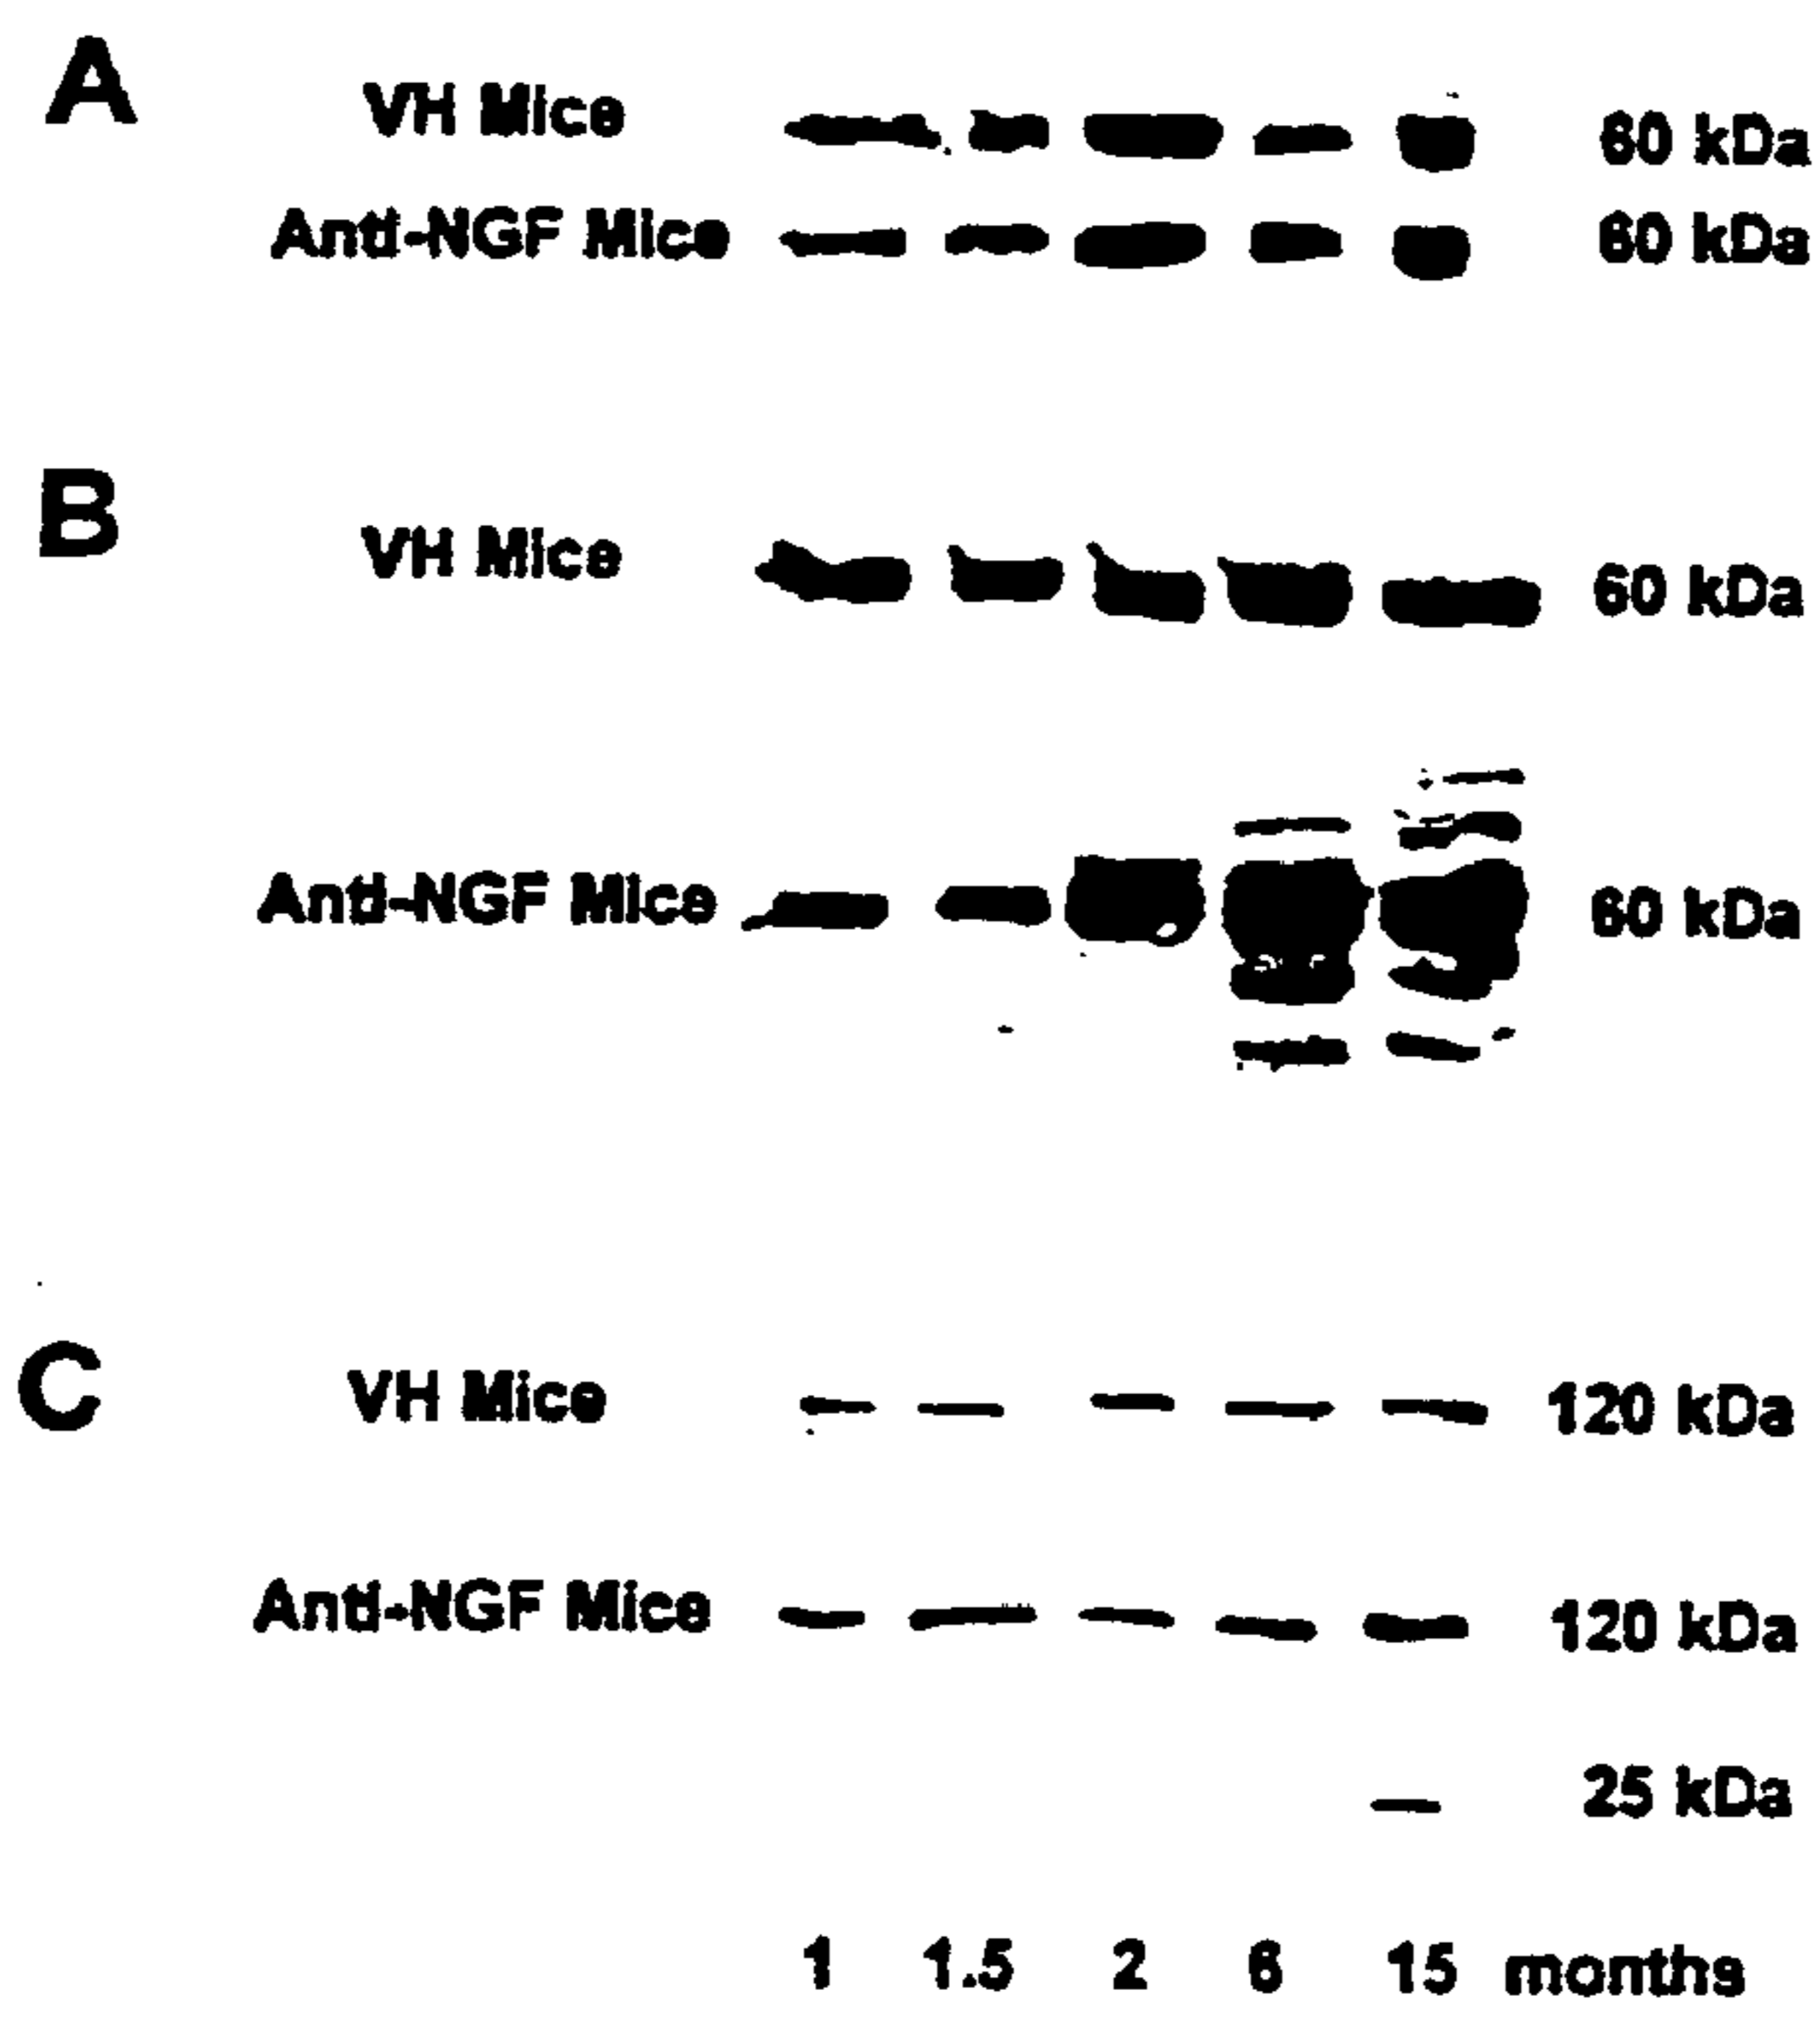 A
VH Mice 60 kDa
Anti-NGF Mice 60 kDa
B
VH Mice 60 kDa
Anti-NGF Mice 60 kDa
C
VH Mice 120 kDa
Anti-NGF Mice 120 kDa
25 kDa
1 1.5 2 6 15 months